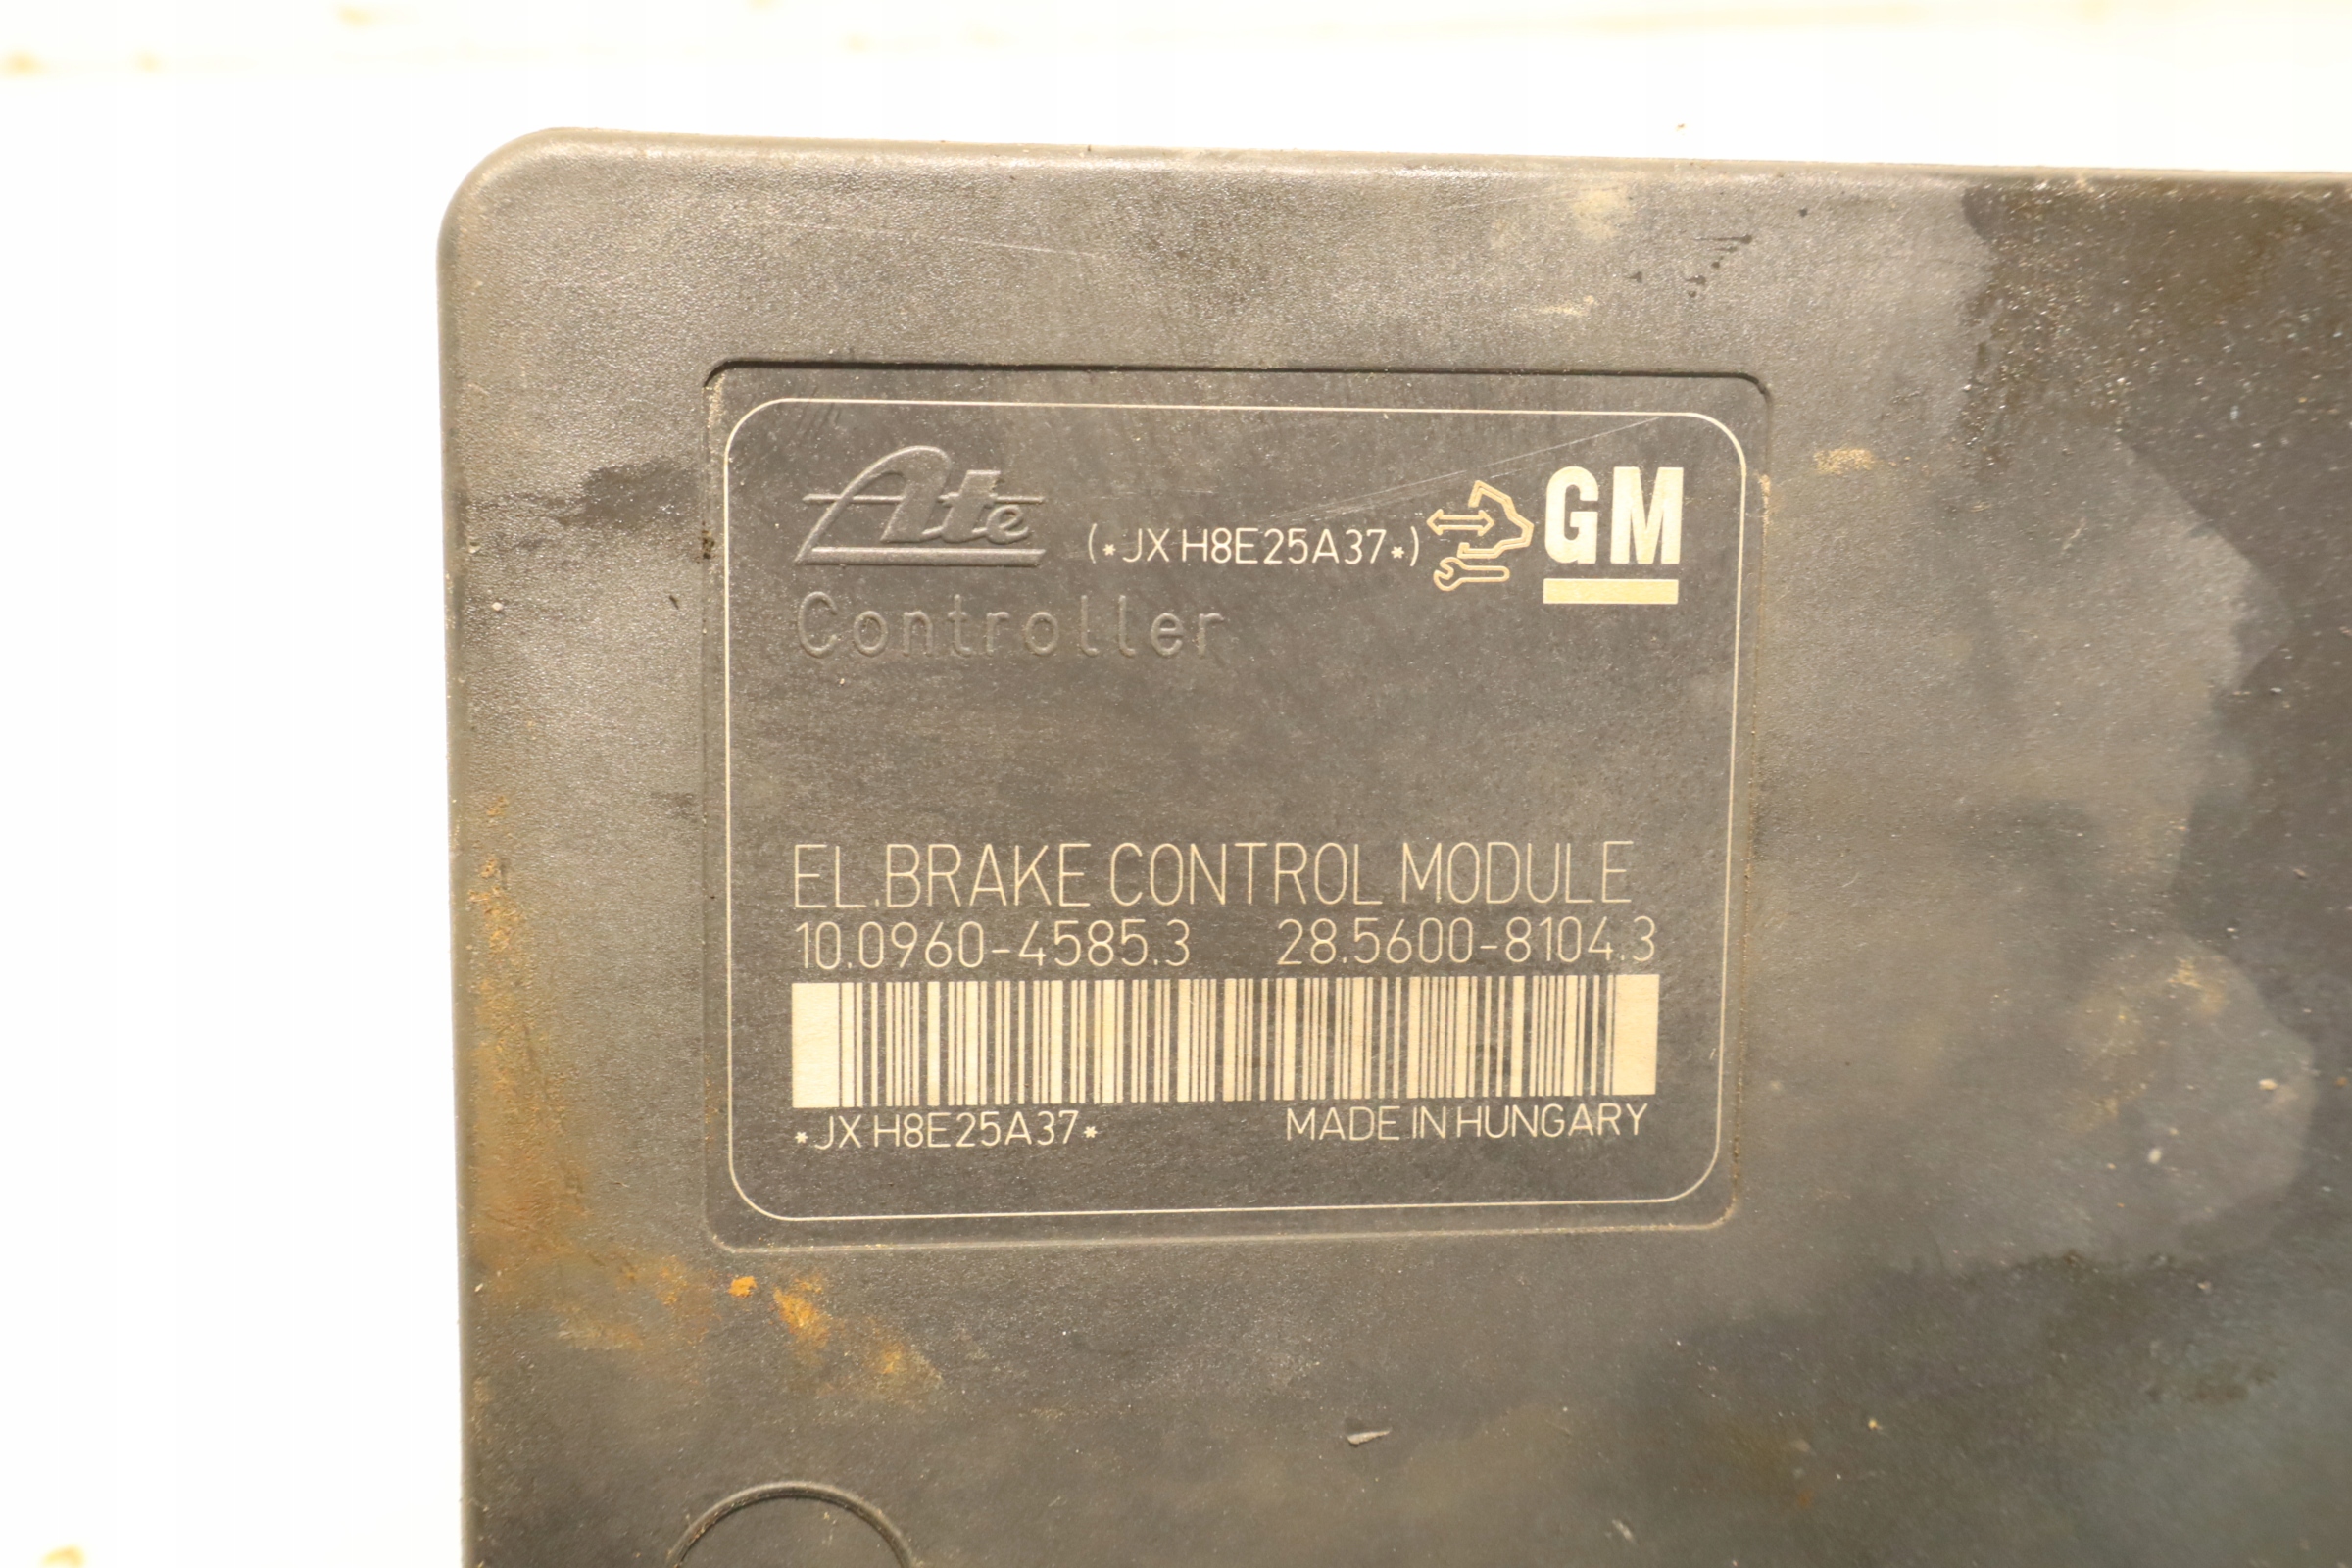 Ate (*JX H8E25A37*) GM
Controller
EL.BRAKE CONTROL MODULE
10.0960-4585.3 28.5600-8104.3
*JX H8E25A37* MADE IN HUNGARY